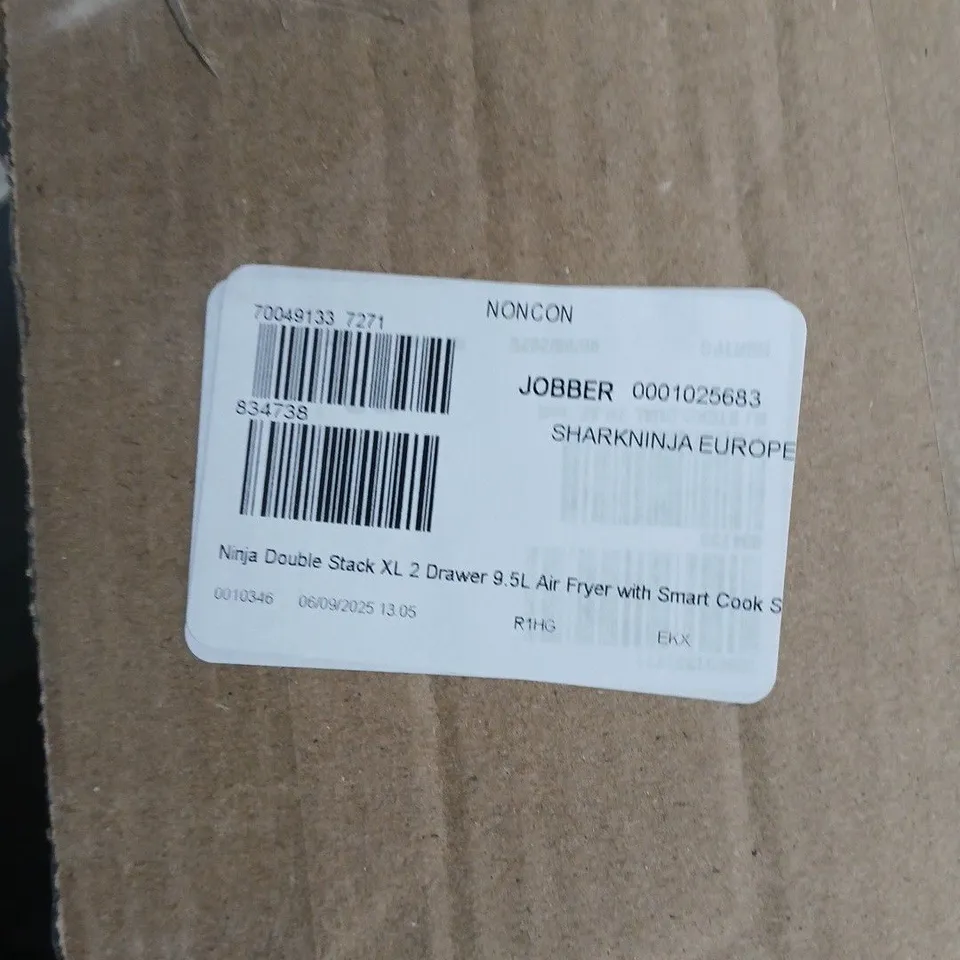 70049133 7271
NONCON
JOBBER 0001025683
834738
SHARKNINJA EUROPE
Ninja Double Stack XL 2 Drawer 9.5L Air Fryer with Smart Cook S
0010346 06/09/2025 13.05
R1HG EKX